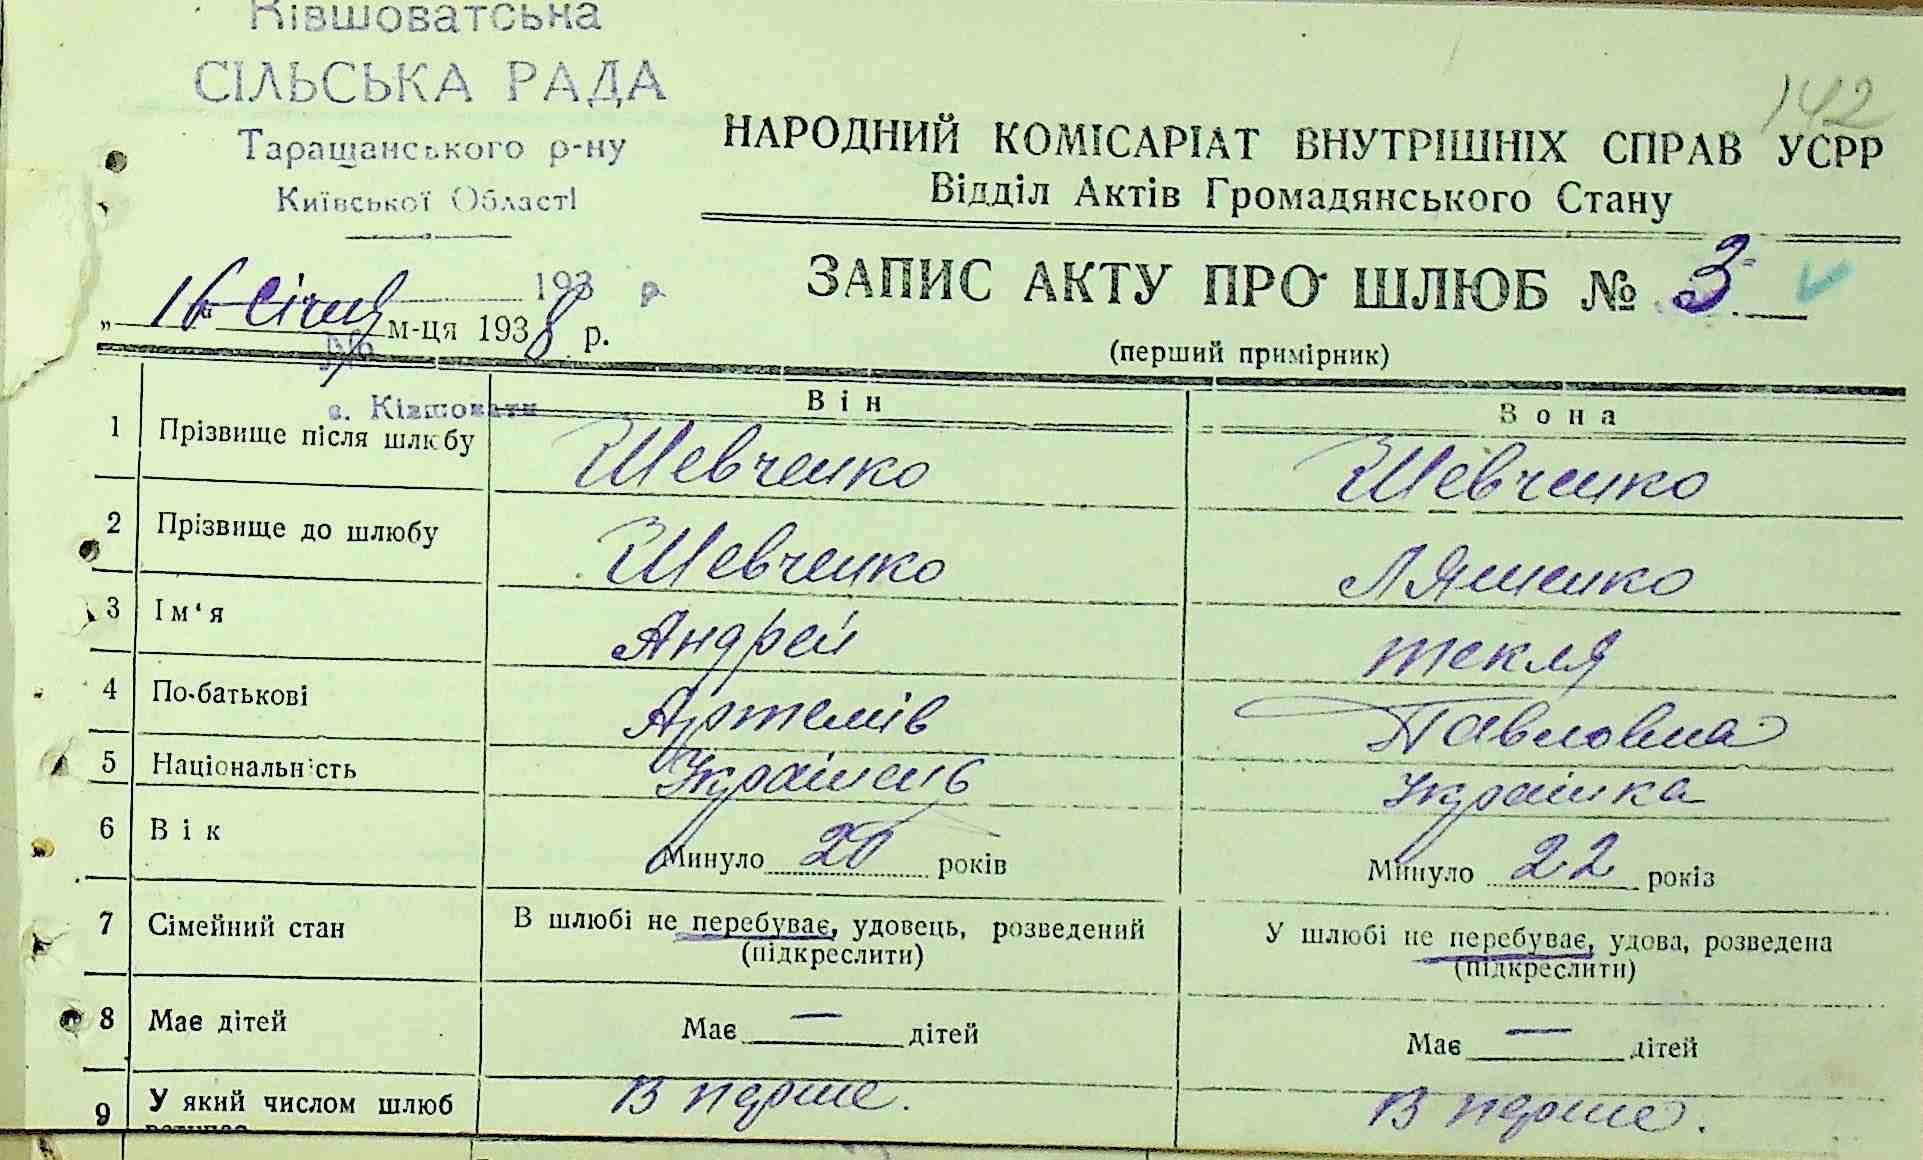 Ківшоватська
СІЛЬСЬКА РАДА
Таращанського р-ну
Київської Області
142
НАРОДНИЙ КОМІСАРІАТ ВНУТРІШНІХ СПРАВ УСРР
Відділ Актів Громадянського Стану
193 р.
„16“ Січня м-ця 1938 р.
ЗАПИС АКТУ ПРО ШЛЮБ № 3
(перший примірник)
№
с. Ківшовати
Він Вона
1 Прізвище після шлюбу Шевченко Шевченко
2 Прізвище до шлюбу Шевченко Ляшенко
3 Ім'я Андрей Текля
4 По-батькові Артемів Павловна
5 Національність Украінець Украінка
6 Вік Минуло 20 років Минуло 22 років
7 Сімейний стан В шлюбі не перебуває, удовець, розведений У шлюбі не перебуває, удова, розведена
(підкреслити) (підкреслити)
8 Має дітей Має — дітей Має — дітей
9 У який числом шлюб В перше. В перше.